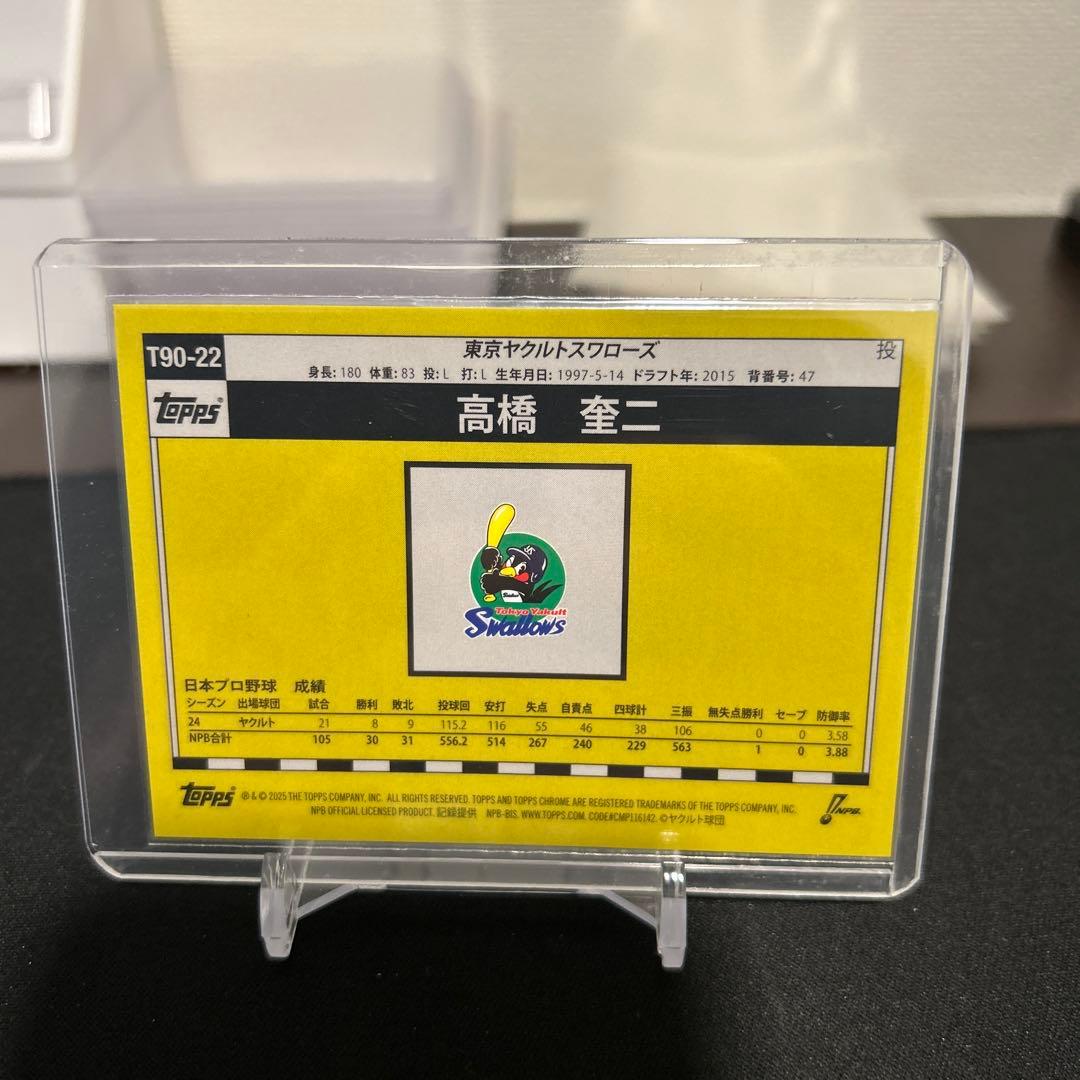 T90-22
東京ヤクルトスワローズ
投
身長: 180 体重: 83 投: L 打: L 生年月日: 1997-5-14 ドラフト年: 2015 背番号: 47
Topps®
高橋 奎二
Tokyo Yakult
Swallows
日本プロ野球 成績
シーズン 出場球団 試合 勝利 敗北 投球回 安打 失点 自責点 四球計 三振 無失点勝利 セーブ 防御率
24 ヤクルト 21 8 9 115.2 116 55 46 38 106 0 0 3.58
NPB合計 105 30 31 556.2 514 267 240 229 563 1 0 3.88
Topps ® & © 2025 THE TOPPS COMPANY, INC. ALL RIGHTS RESERVED. TOPPS AND TOPPS CHROME ARE REGISTERED TRADEMARKS OF THE TOPPS COMPANY, INC.
NPB OFFICIAL LICENSED PRODUCT. 記録提供 NPB-BIS. WWW.TOPPS.COM. CODE#CMP116142. ©ヤクルト球団
NPB.